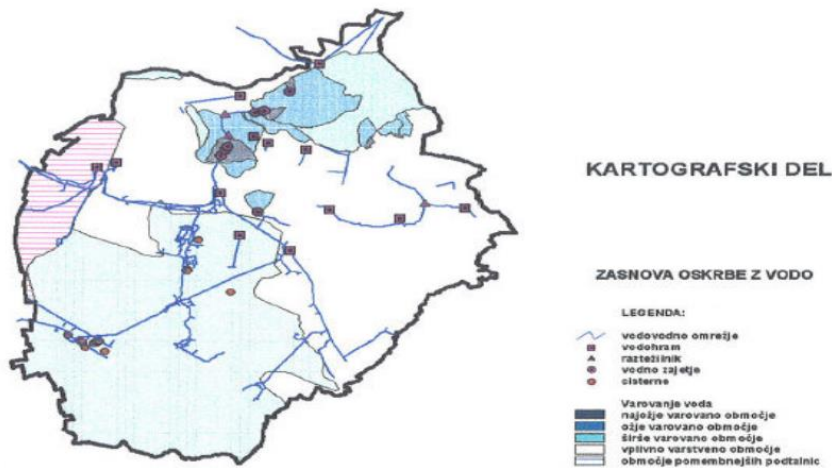 KARTOGRAFSKI DEL
ZASNOVA OSKRBE Z VODO
LEGENDA:
vodovodno omrežje
vodohram
raztežilnik
vodno zajetje
cisterne
Varovanje voda
najožje varovano območje
ožje varovano območje
širše varovano območje
vplivno varstveno območje
območje pomembnejših podtalnic